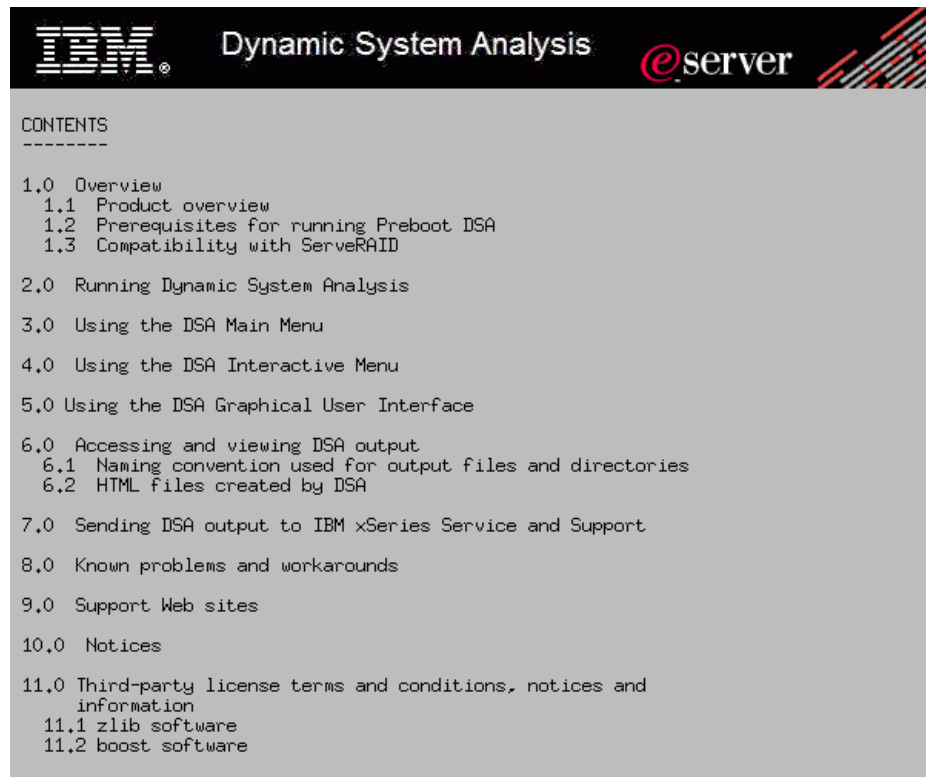 IBM® Dynamic System Analysis eserver
CONTENTS
--------
1.0 Overview
1.1 Product overview
1.2 Prerequisites for running Preboot DSA
1.3 Compatibility with ServeRAID
2.0 Running Dynamic System Analysis
3.0 Using the DSA Main Menu
4.0 Using the DSA Interactive Menu
5.0 Using the DSA Graphical User Interface
6.0 Accessing and viewing DSA output
6.1 Naming convention used for output files and directories
6.2 HTML files created by DSA
7.0 Sending DSA output to IBM xSeries Service and Support
8.0 Known problems and workarounds
9.0 Support Web sites
10.0 Notices
11.0 Third-party license terms and conditions, notices and
information
11.1 zlib software
11.2 boost software